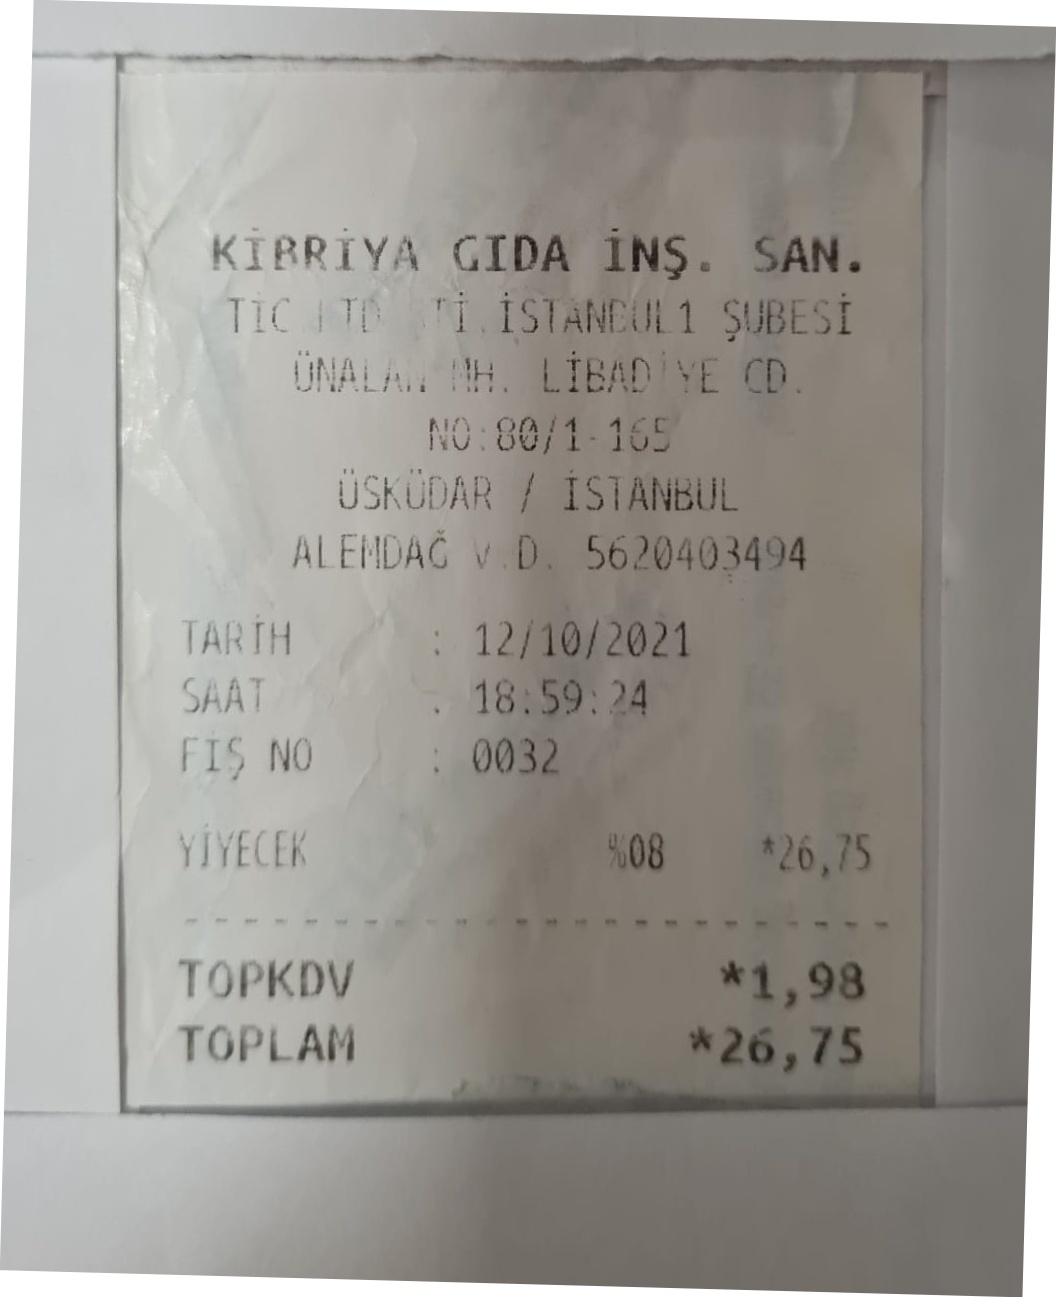 KİBRİYA GIDA İNŞ. SAN.
TİC LTD ŞTİ.İSTANBUL1 ŞUBESİ
ÜNALAN MH. LİBADİYE CD.
NO:80/1-165
ÜSKÜDAR / İSTANBUL
ALEMDAĞ V.D. 5620403494
TARİH : 12/10/2021
SAAT : 18:59:24
FİŞ NO : 0032
YİYECEK %08 *26,75
TOPKDV *1,98
TOPLAM *26,75